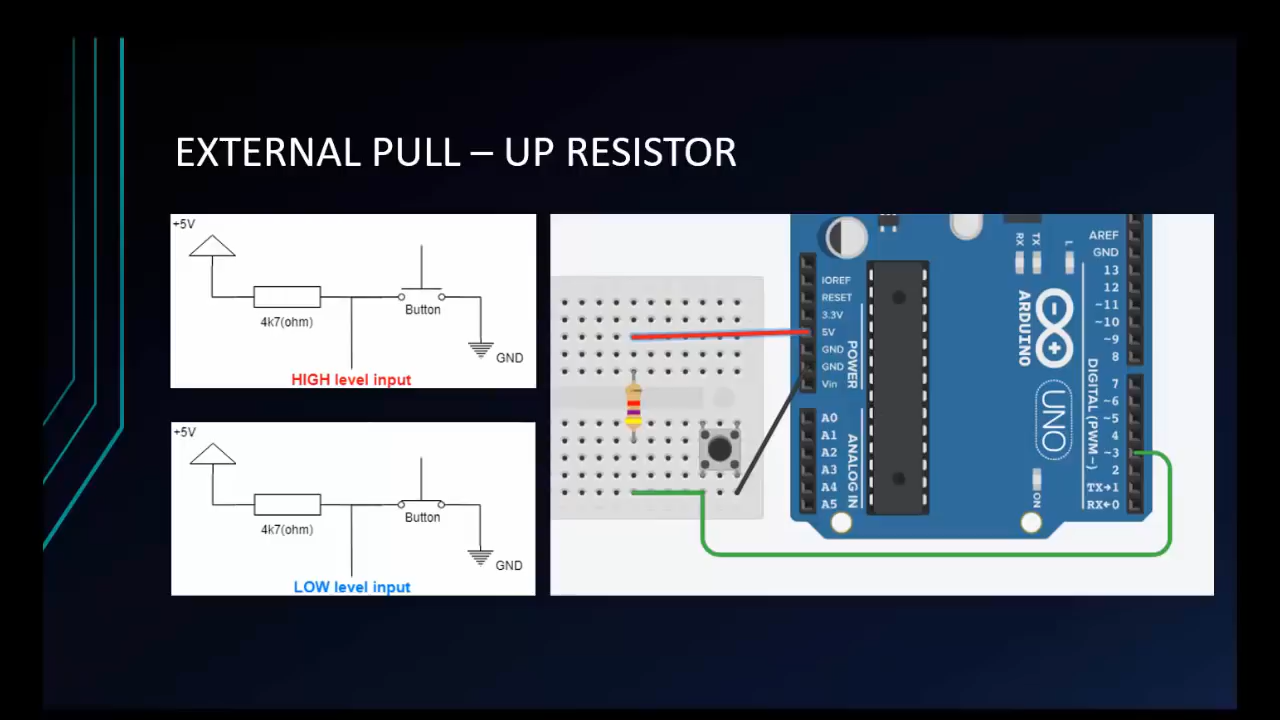 EXTERNAL PULL – UP RESISTOR
+5V
4k7(ohm)
Button
GND
HIGH level input
+5V
4k7(ohm)
Button
GND
LOW level input
IOREF
RESET
3.3V
5V
GND
GND
Vin
POWER
A0
A1
A2
A3
A4
A5
ANALOG IN
RX
TX
L
ARDUINO
UNO
ON
AREF
GND
13
12
~11
~10
~9
8
7
~6
~5
4
~3
2
TX→1
RX←0
DIGITAL (PWM~)